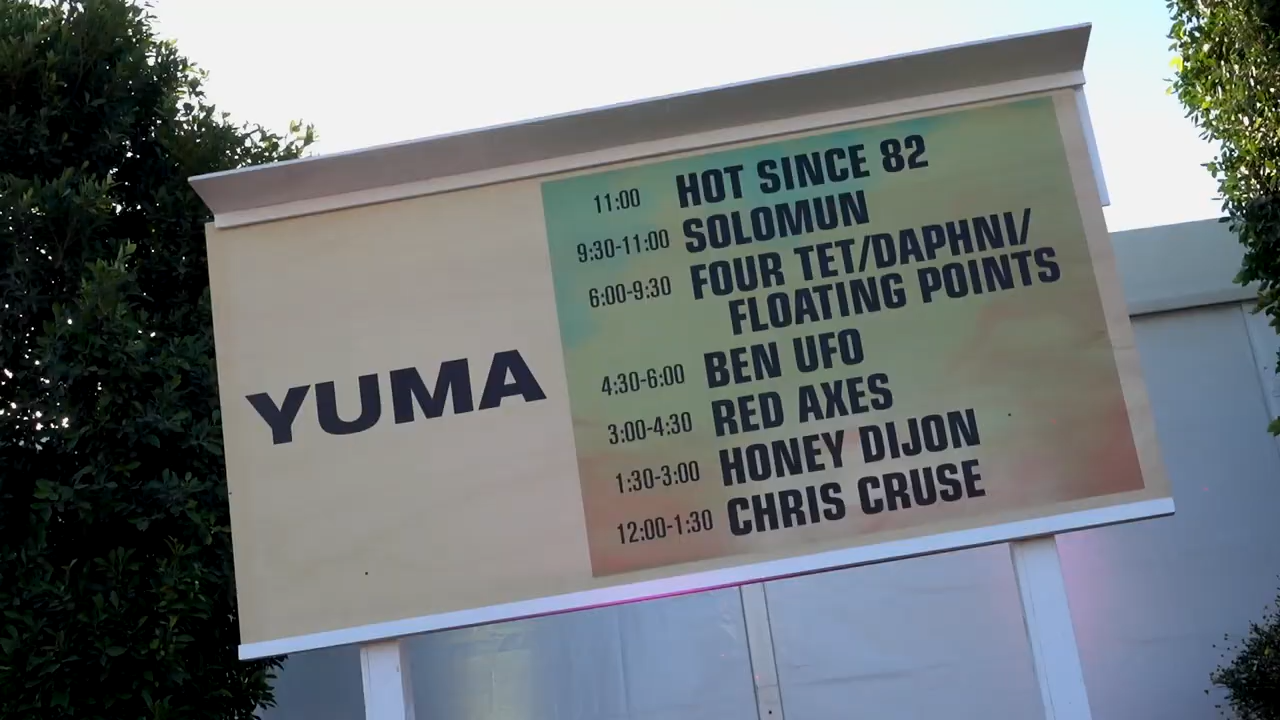 YUMA
11:00 HOT SINCE 82
9:30-11:00 SOLOMUN
6:00-9:30 FOUR TET/DAPHNI/
FLOATING POINTS
4:30-6:00 BEN UFO
3:00-4:30 RED AXES
1:30-3:00 HONEY DIJON
12:00-1:30 CHRIS CRUSE